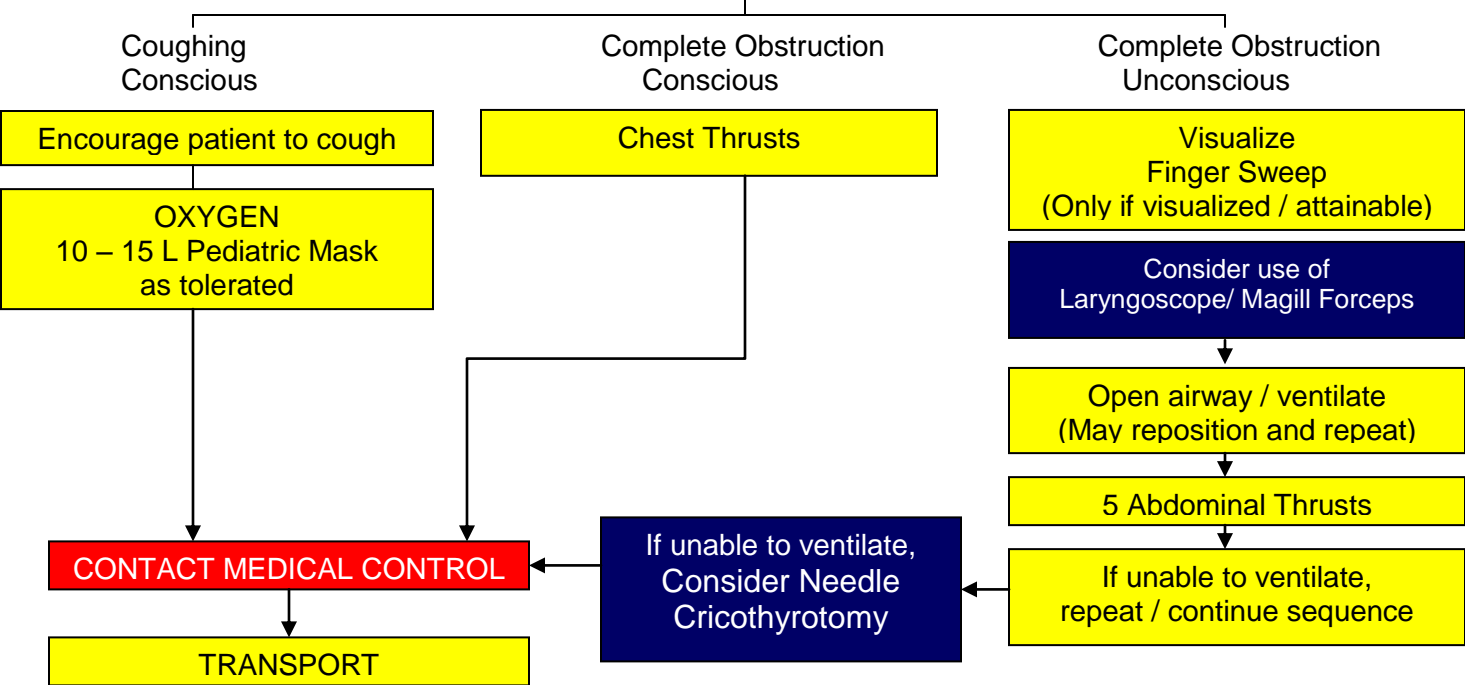 Coughing
Conscious
Encourage patient to cough
OXYGEN
10 – 15 L Pediatric Mask
as tolerated
Complete Obstruction
Conscious
Chest Thrusts
Complete Obstruction
Unconscious
Visualize
Finger Sweep
(Only if visualized / attainable)
Consider use of
Laryngoscope/ Magill Forceps
Open airway / ventilate
(May reposition and repeat)
5 Abdominal Thrusts
If unable to ventilate,
repeat / continue sequence
If unable to ventilate,
Consider Needle
Cricothyrotomy
CONTACT MEDICAL CONTROL
TRANSPORT